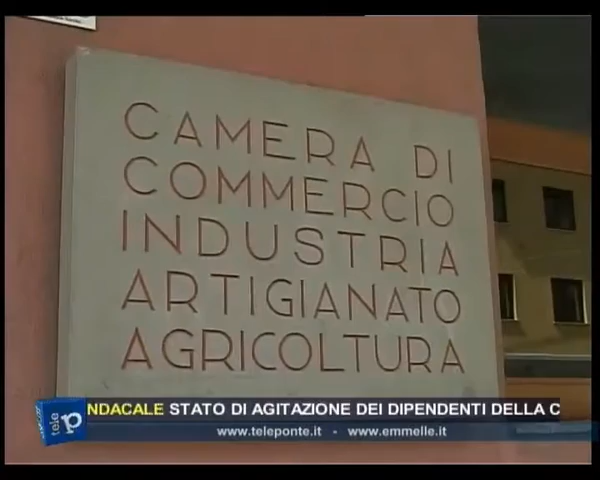 CAMERA DI
COMMERCIO
INDUSTRIA
ARTIGIANATO
AGRICOLTURA
NDACALE STATO DI AGITAZIONE DEI DIPENDENTI DELLA C
tele p
www.teleponte.it - www.emmelle.it